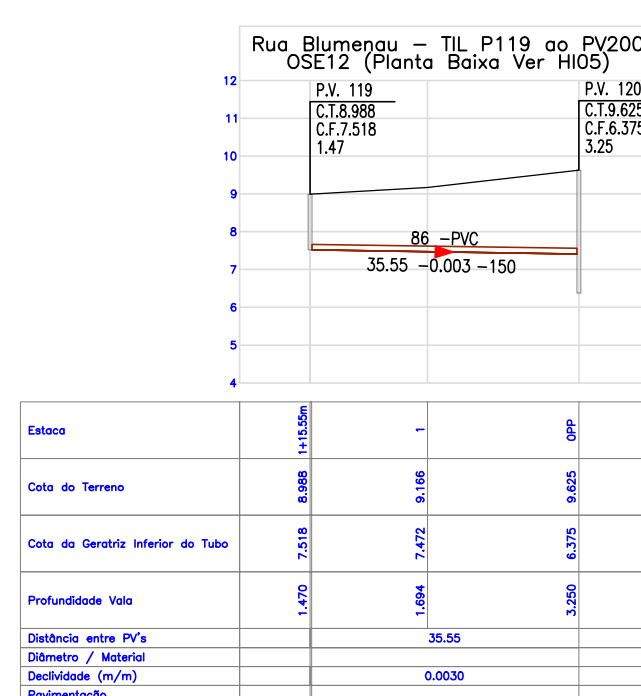 Rua Blumenau – TIL P119 ao PV200
OSE12 (Planta Baixa Ver HI05)
12
11
10
9
8
7
6
5
4
P.V. 119
C.T.8.988
C.F.7.518
1.47
P.V. 120
C.T.9.625
C.F.6.375
3.25
86 –PVC
35.55 –0.003 –150
Estaca 1+15.55m 1 0PP
Cota do Terreno 8.988 9.166 9.625
Cota da Geratriz Inferior do Tubo 7.518 7.472 6.375
Profundidade Vala 1.470 1.694 3.250
Distância entre PV's 35.55
Diâmetro / Material
Declividade (m/m) 0.0030
Pavimentação